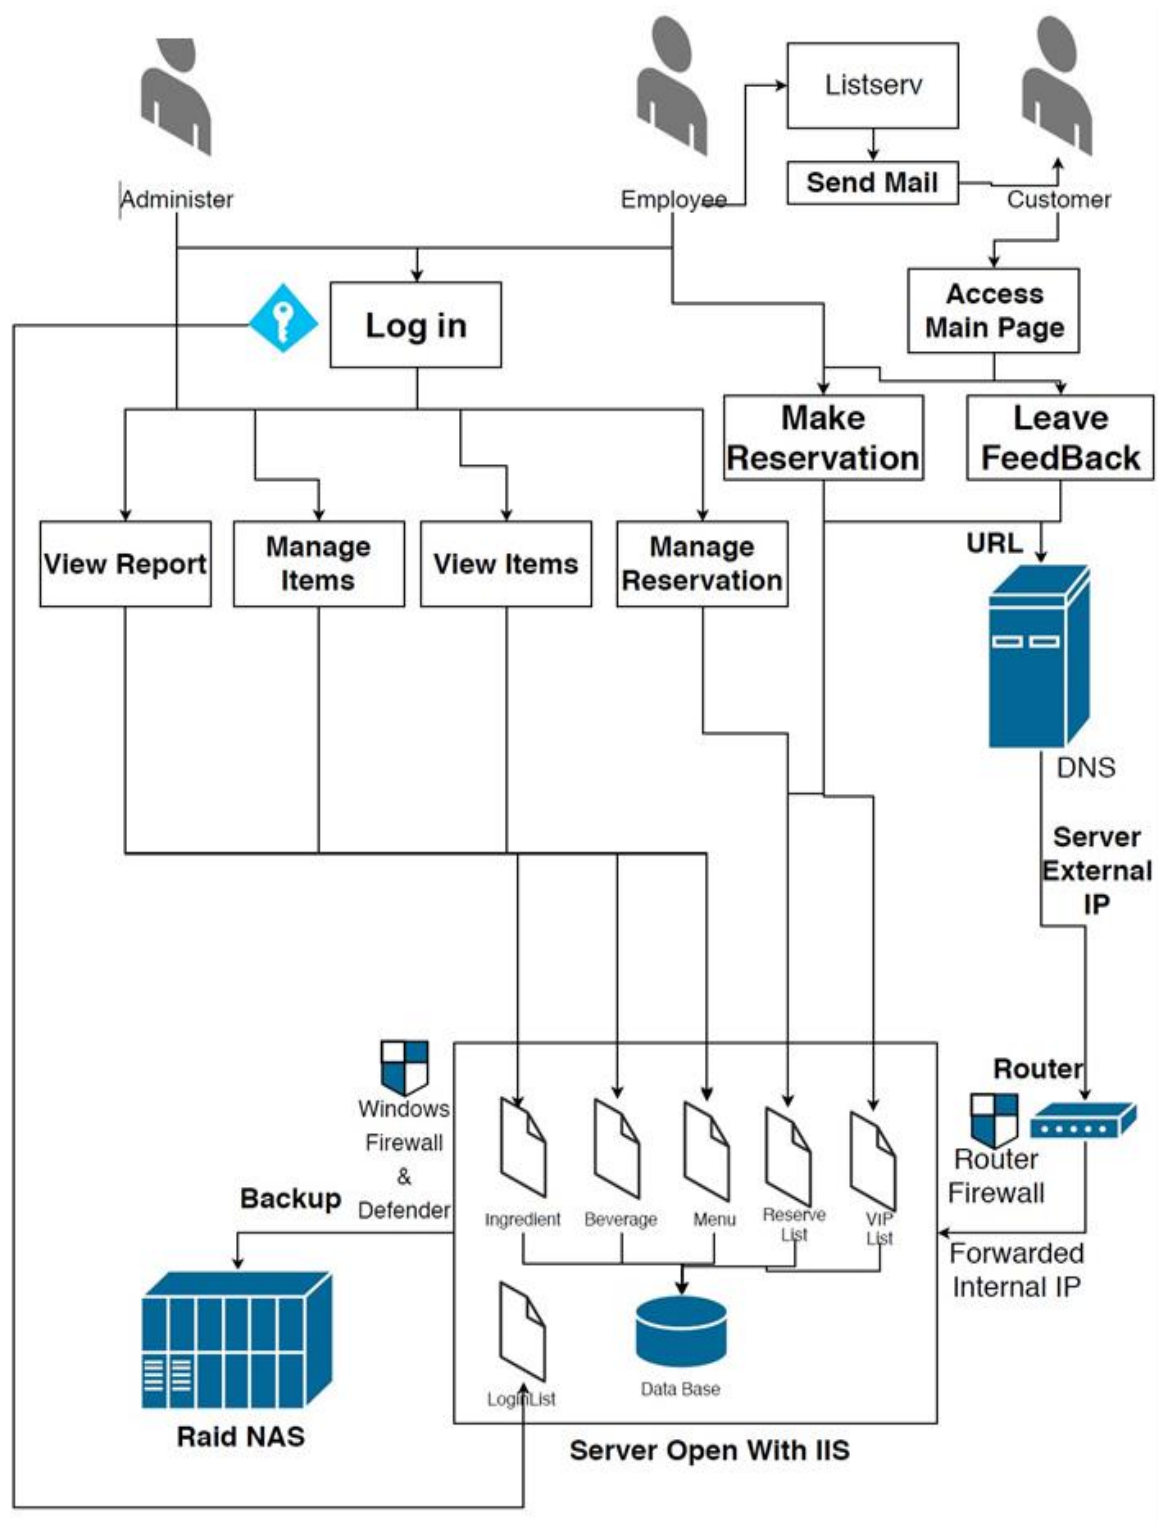 Listserv
Send Mail
Administer
Employee
Customer
Log in
Access
Main Page
Make
Reservation
Leave
FeedBack
View Report
Manage
Items
View Items
Manage
Reservation
URL
DNS
Server
External
IP
Router
Router
Firewall
Windows
Firewall
&
Defender
Backup
Ingredient
Beverage
Menu
Reserve
List
VIP
List
Forwarded
Internal IP
LoginList
Data Base
Raid NAS
Server Open With IIS